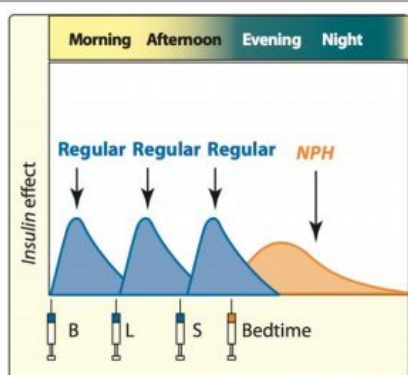 Morning Afternoon Evening Night
Insulin effect
Regular Regular Regular NPH
B L S Bedtime